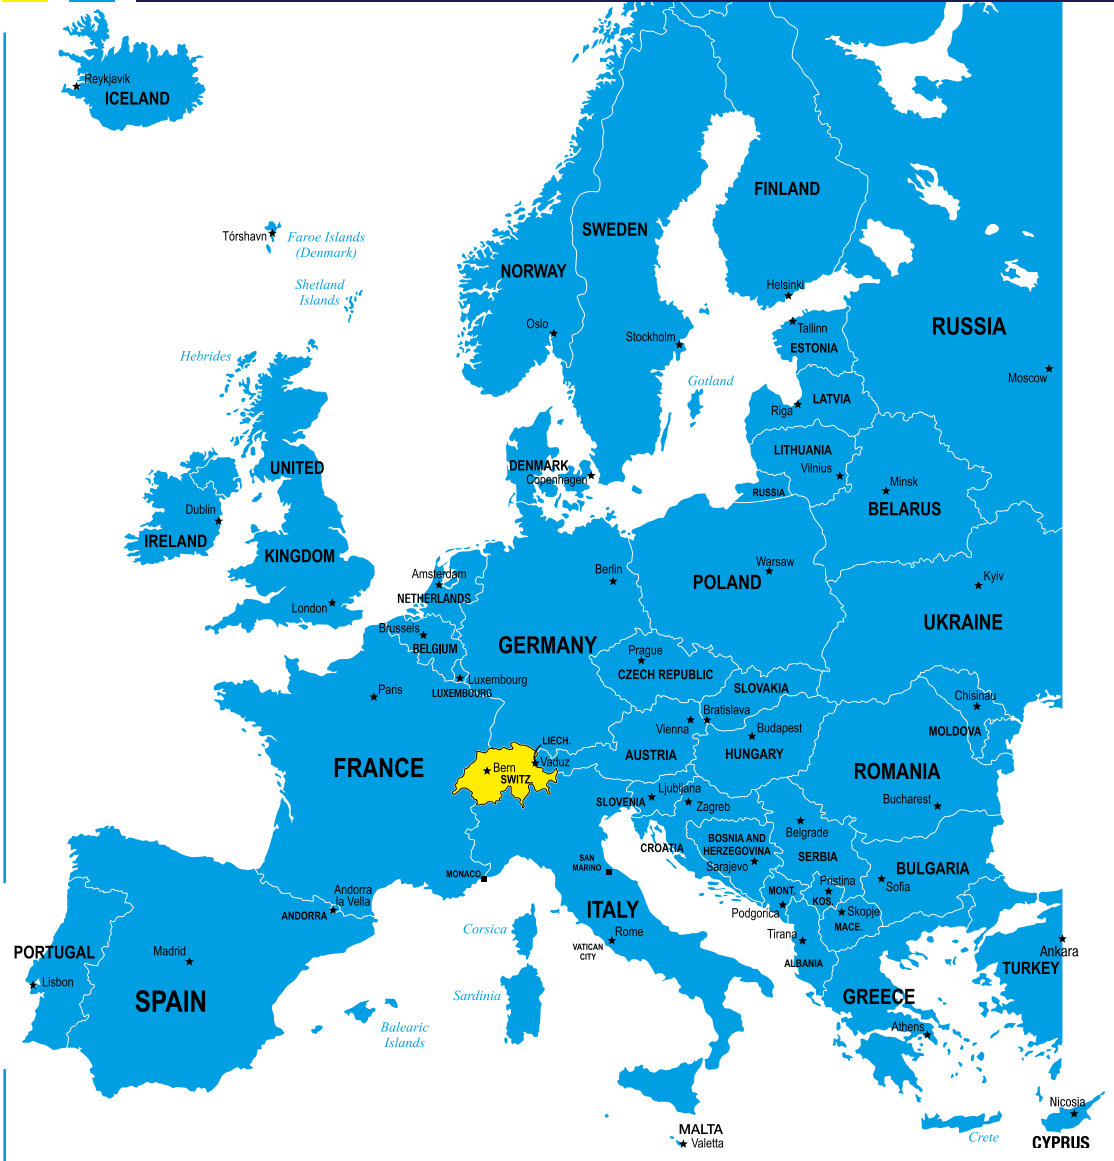 Reykjavik
ICELAND
FINLAND
SWEDEN
Tórshavn
Faroe Islands
(Denmark)
NORWAY
Shetland
Islands
Helsinki
Oslo
Tallinn
RUSSIA
Stockholm
ESTONIA
Hebrides
Moscow
Gotland
LATVIA
Riga
LITHUANIA
UNITED
DENMARK
Vilnius
Copenhagen
Minsk
RUSSIA
Dublin
BELARUS
IRELAND
KINGDOM
Warsaw
Amsterdam
Berlin
POLAND
Kyiv
NETHERLANDS
London
UKRAINE
Brussels
GERMANY
BELGIUM
Prague
CZECH REPUBLIC
Luxembourg
LUXEMBOURG
SLOVAKIA
Paris
Chisinau
Bratislava
Vienna
Budapest
MOLDOVA
LIECH.
AUSTRIA
HUNGARY
Vaduz
FRANCE
Bern
SWITZ.
ROMANIA
Ljubljana
SLOVENIA
Zagreb
Bucharest
Belgrade
BOSNIA AND
HERZEGOVINA
CROATIA
SERBIA
SAN
MARINO
Sarajevo
BULGARIA
MONACO
Pristina
Sofia
MONT.
Andorra
la Vella
KOS.
ANDORRA
ITALY
Podgorica
Skopje
MACE.
Corsica
Rome
Tirana
VATICAN
CITY
PORTUGAL
Madrid
Ankara
ALBANIA
TURKEY
Lisbon
SPAIN
Sardinia
GREECE
Balearic
Islands
Athens
Nicosia
MALTA
Valetta
Crete
CYPRUS